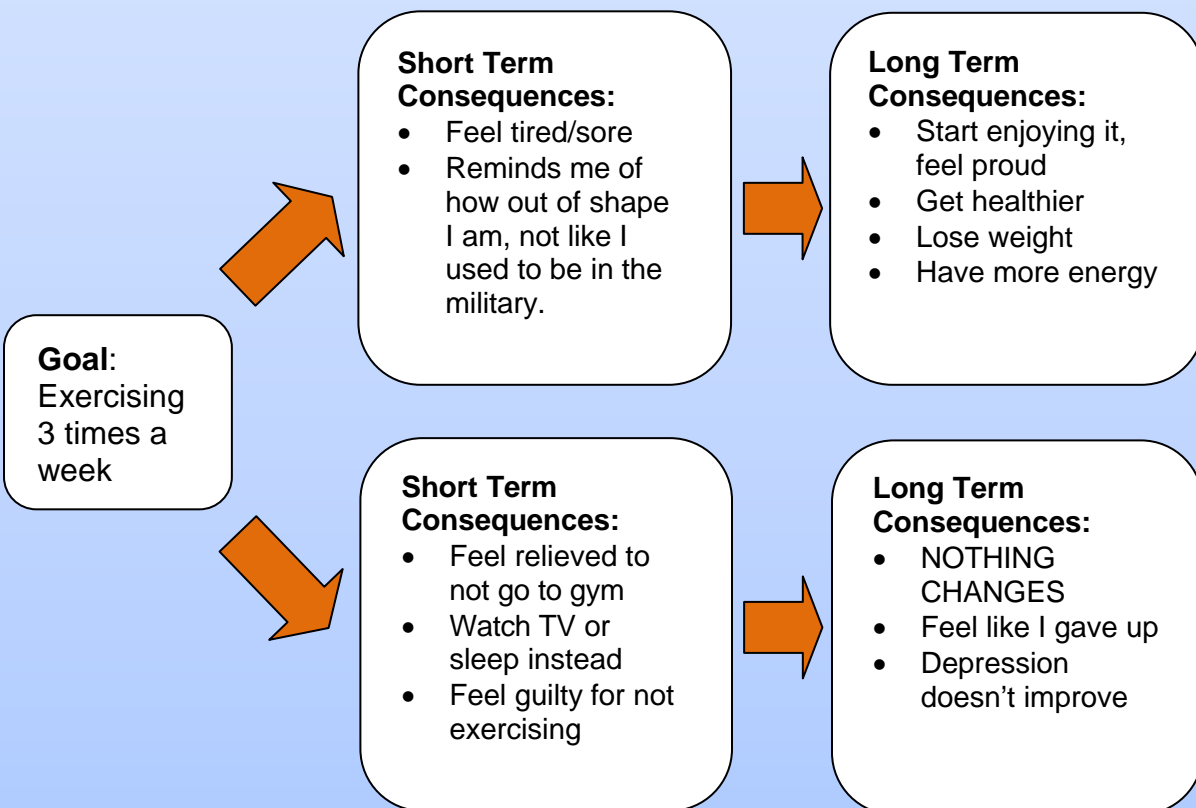 Goal:
Exercising
3 times a
week
Short Term
Consequences:
• Feel tired/sore
• Reminds me of
how out of shape
I am, not like I
used to be in the
military.
Long Term
Consequences:
• Start enjoying it,
feel proud
• Get healthier
• Lose weight
• Have more energy
Short Term
Consequences:
• Feel relieved to
not go to gym
• Watch TV or
sleep instead
• Feel guilty for not
exercising
Long Term
Consequences:
• NOTHING
CHANGES
• Feel like I gave up
• Depression
doesn’t improve